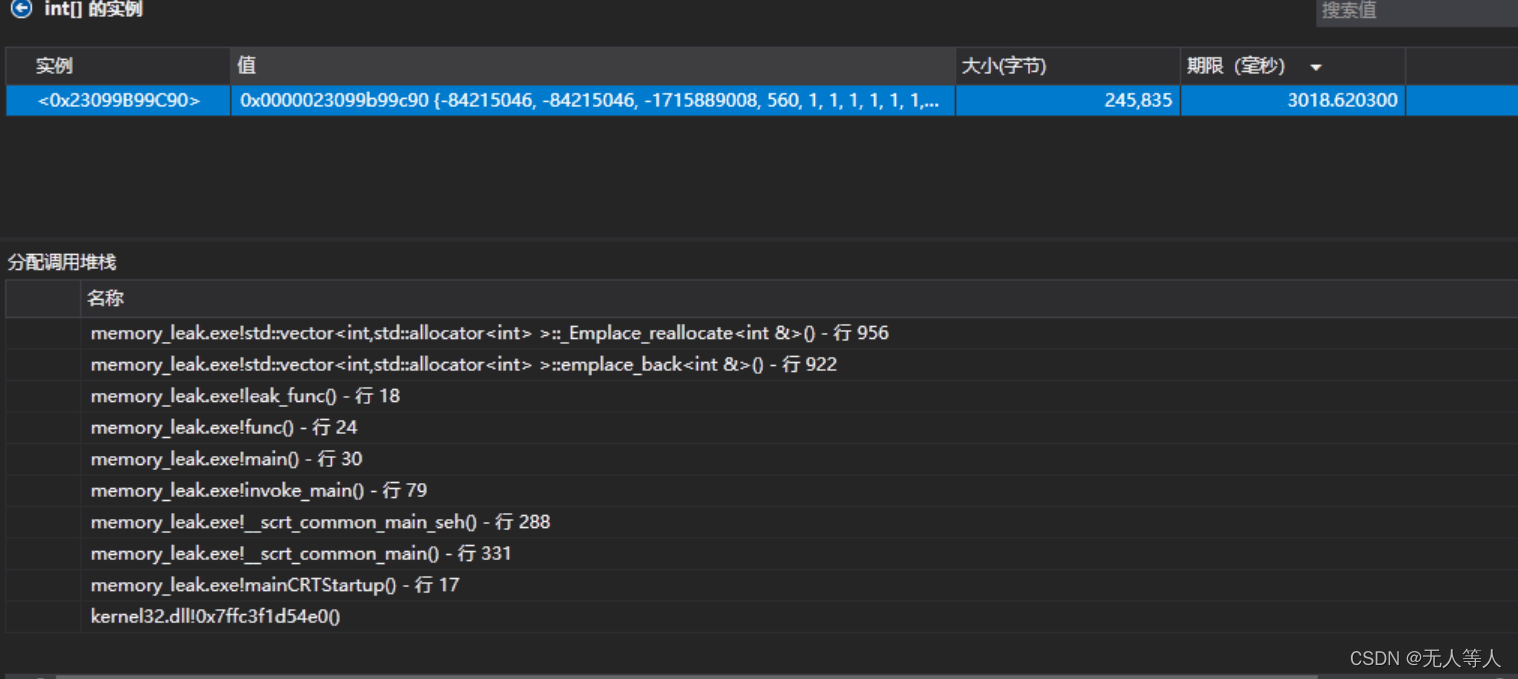 int[] 的实例
搜索值
实例 值 大小(字节) 期限（毫秒）
<0x23099B99C90> 0x0000023099b99c90 {-84215046, -84215046, -1715889008, 560, 1, 1, 1, 1, 1, 1,... 245,835 3018.620300
分配调用堆栈
名称
memory_leak.exe!std::vector<int,std::allocator<int> >::_Emplace_reallocate<int &>() - 行 956
memory_leak.exe!std::vector<int,std::allocator<int> >::emplace_back<int &>() - 行 922
memory_leak.exe!leak_func() - 行 18
memory_leak.exe!func() - 行 24
memory_leak.exe!main() - 行 30
memory_leak.exe!invoke_main() - 行 79
memory_leak.exe!__scrt_common_main_seh() - 行 288
memory_leak.exe!__scrt_common_main() - 行 331
memory_leak.exe!mainCRTStartup() - 行 17
kernel32.dll!0x7ffc3f1d54e0()
CSDN @无人等人